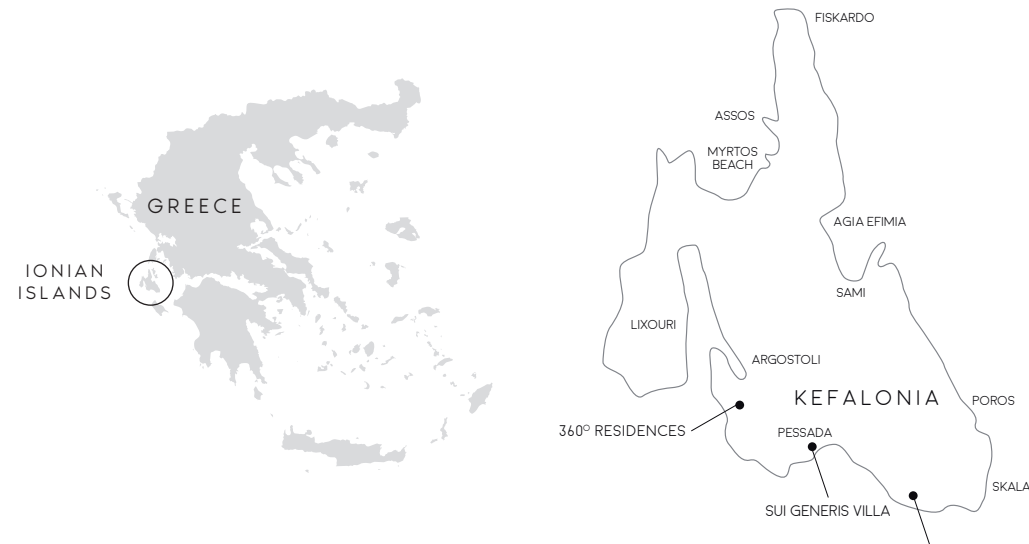 GREECE
IONIAN
ISLANDS
FISKARDO
ASSOS
MYRTOS
BEACH
AGIA EFIMIA
SAMI
LIXOURI
ARGOSTOLI
KEFALONIA
POROS
360º RESIDENCES
PESSADA
SKALA
SUI GENERIS VILLA